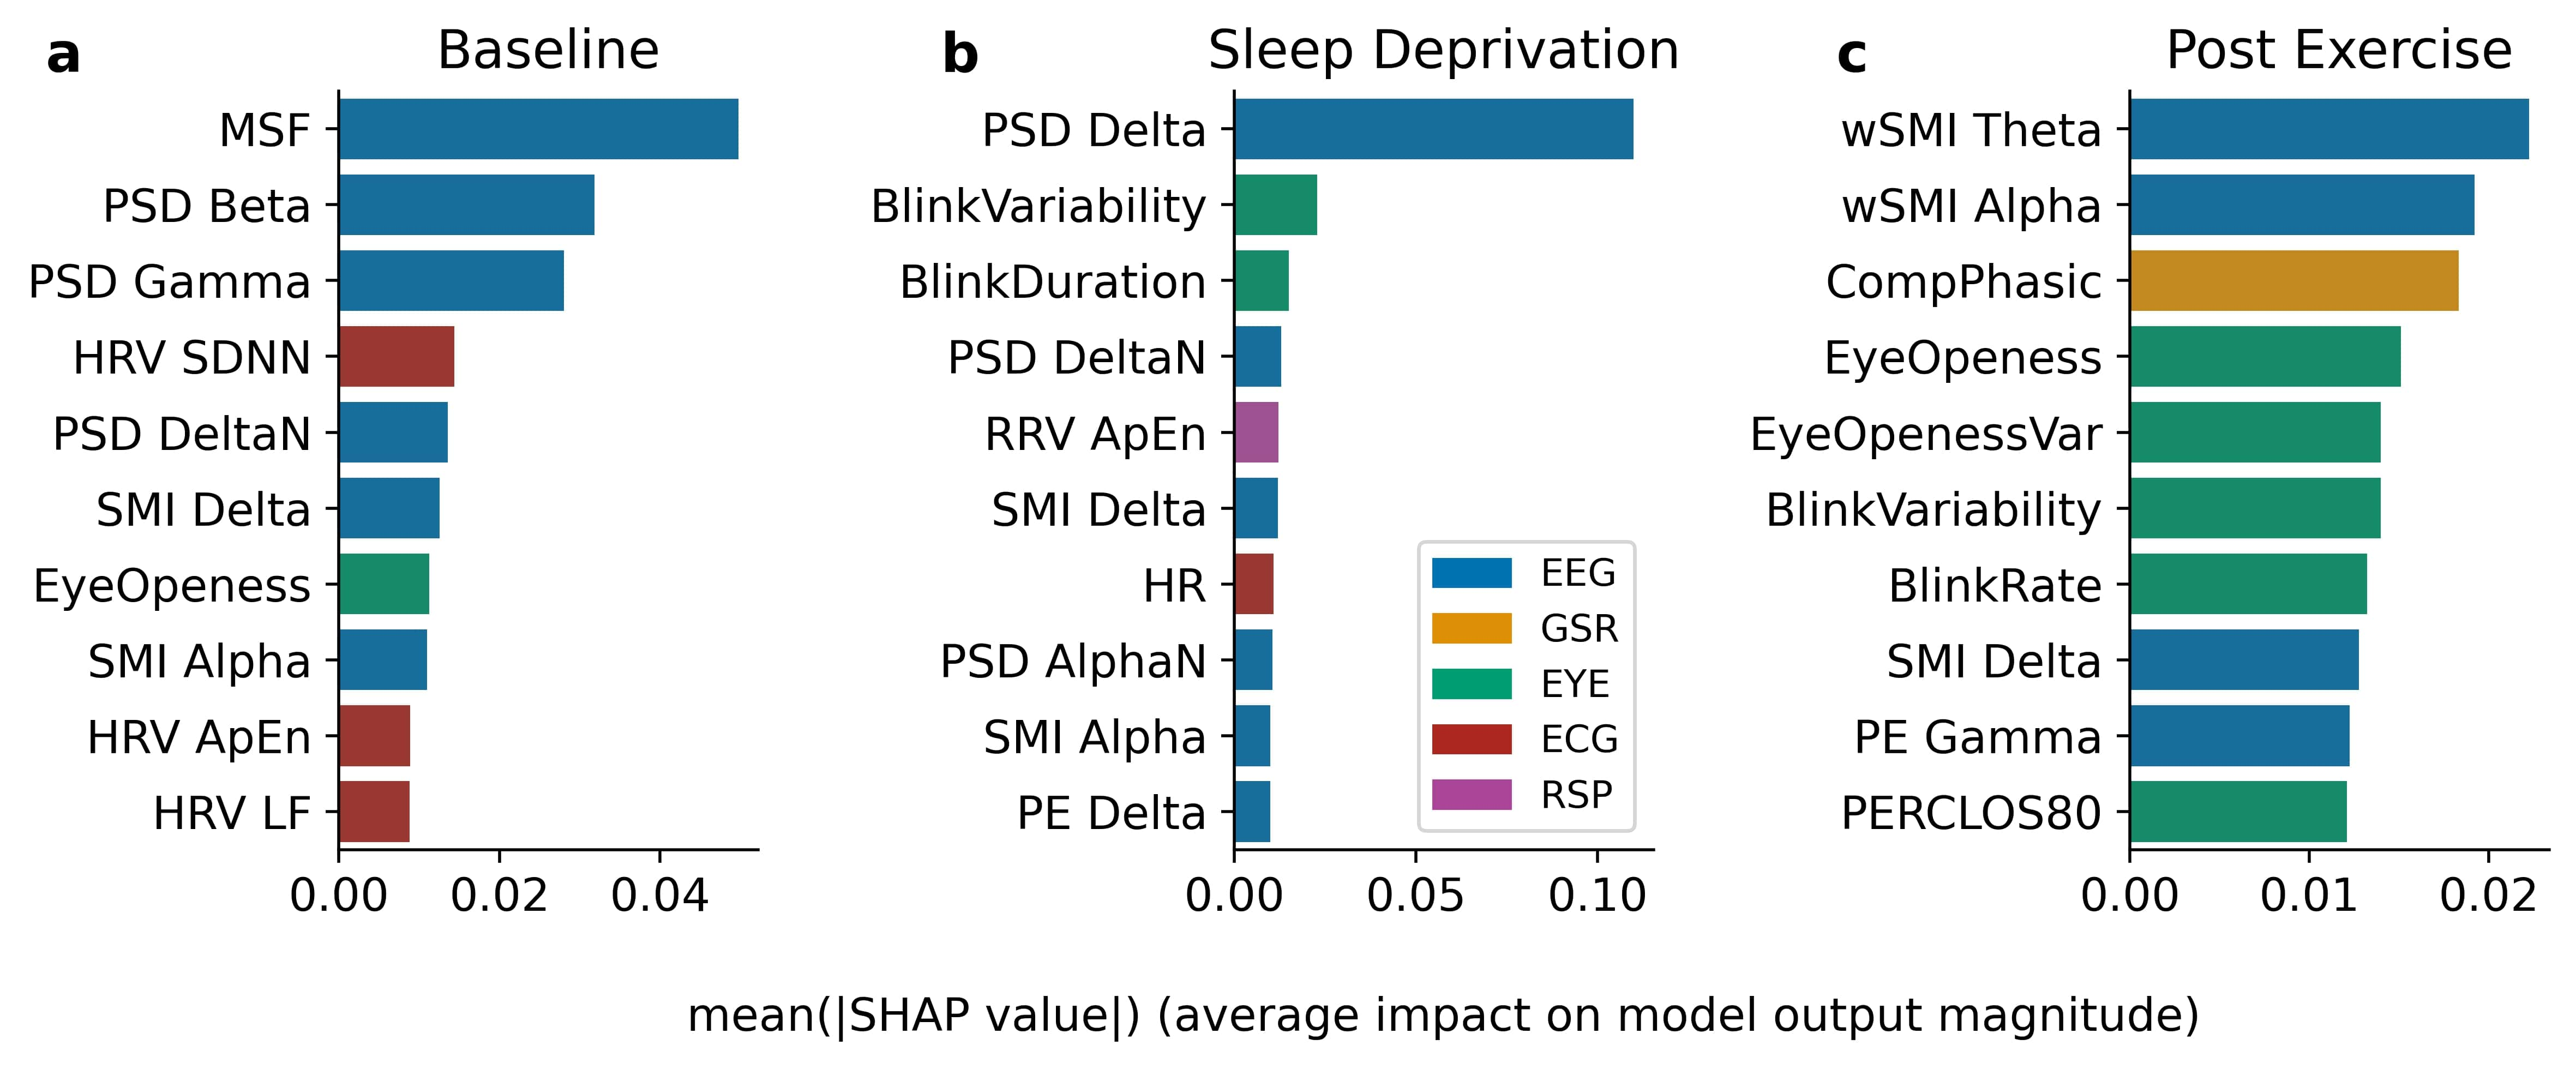 a
Baseline
MSF
PSD Beta
PSD Gamma
HRV SDNN
PSD DeltaN
SMI Delta
EyeOpeness
SMI Alpha
HRV ApEn
HRV LF
0.00 0.02 0.04
b
Sleep Deprivation
PSD Delta
BlinkVariability
BlinkDuration
PSD DeltaN
RRV ApEn
SMI Delta
HR
PSD AlphaN
SMI Alpha
PE Delta
EEG
GSR
EYE
ECG
RSP
0.00 0.05 0.10
c
Post Exercise
wSMI Theta
wSMI Alpha
CompPhasic
EyeOpeness
EyeOpenessVar
BlinkVariability
BlinkRate
SMI Delta
PE Gamma
PERCLOS80
0.00 0.01 0.02
mean(|SHAP value|) (average impact on model output magnitude)